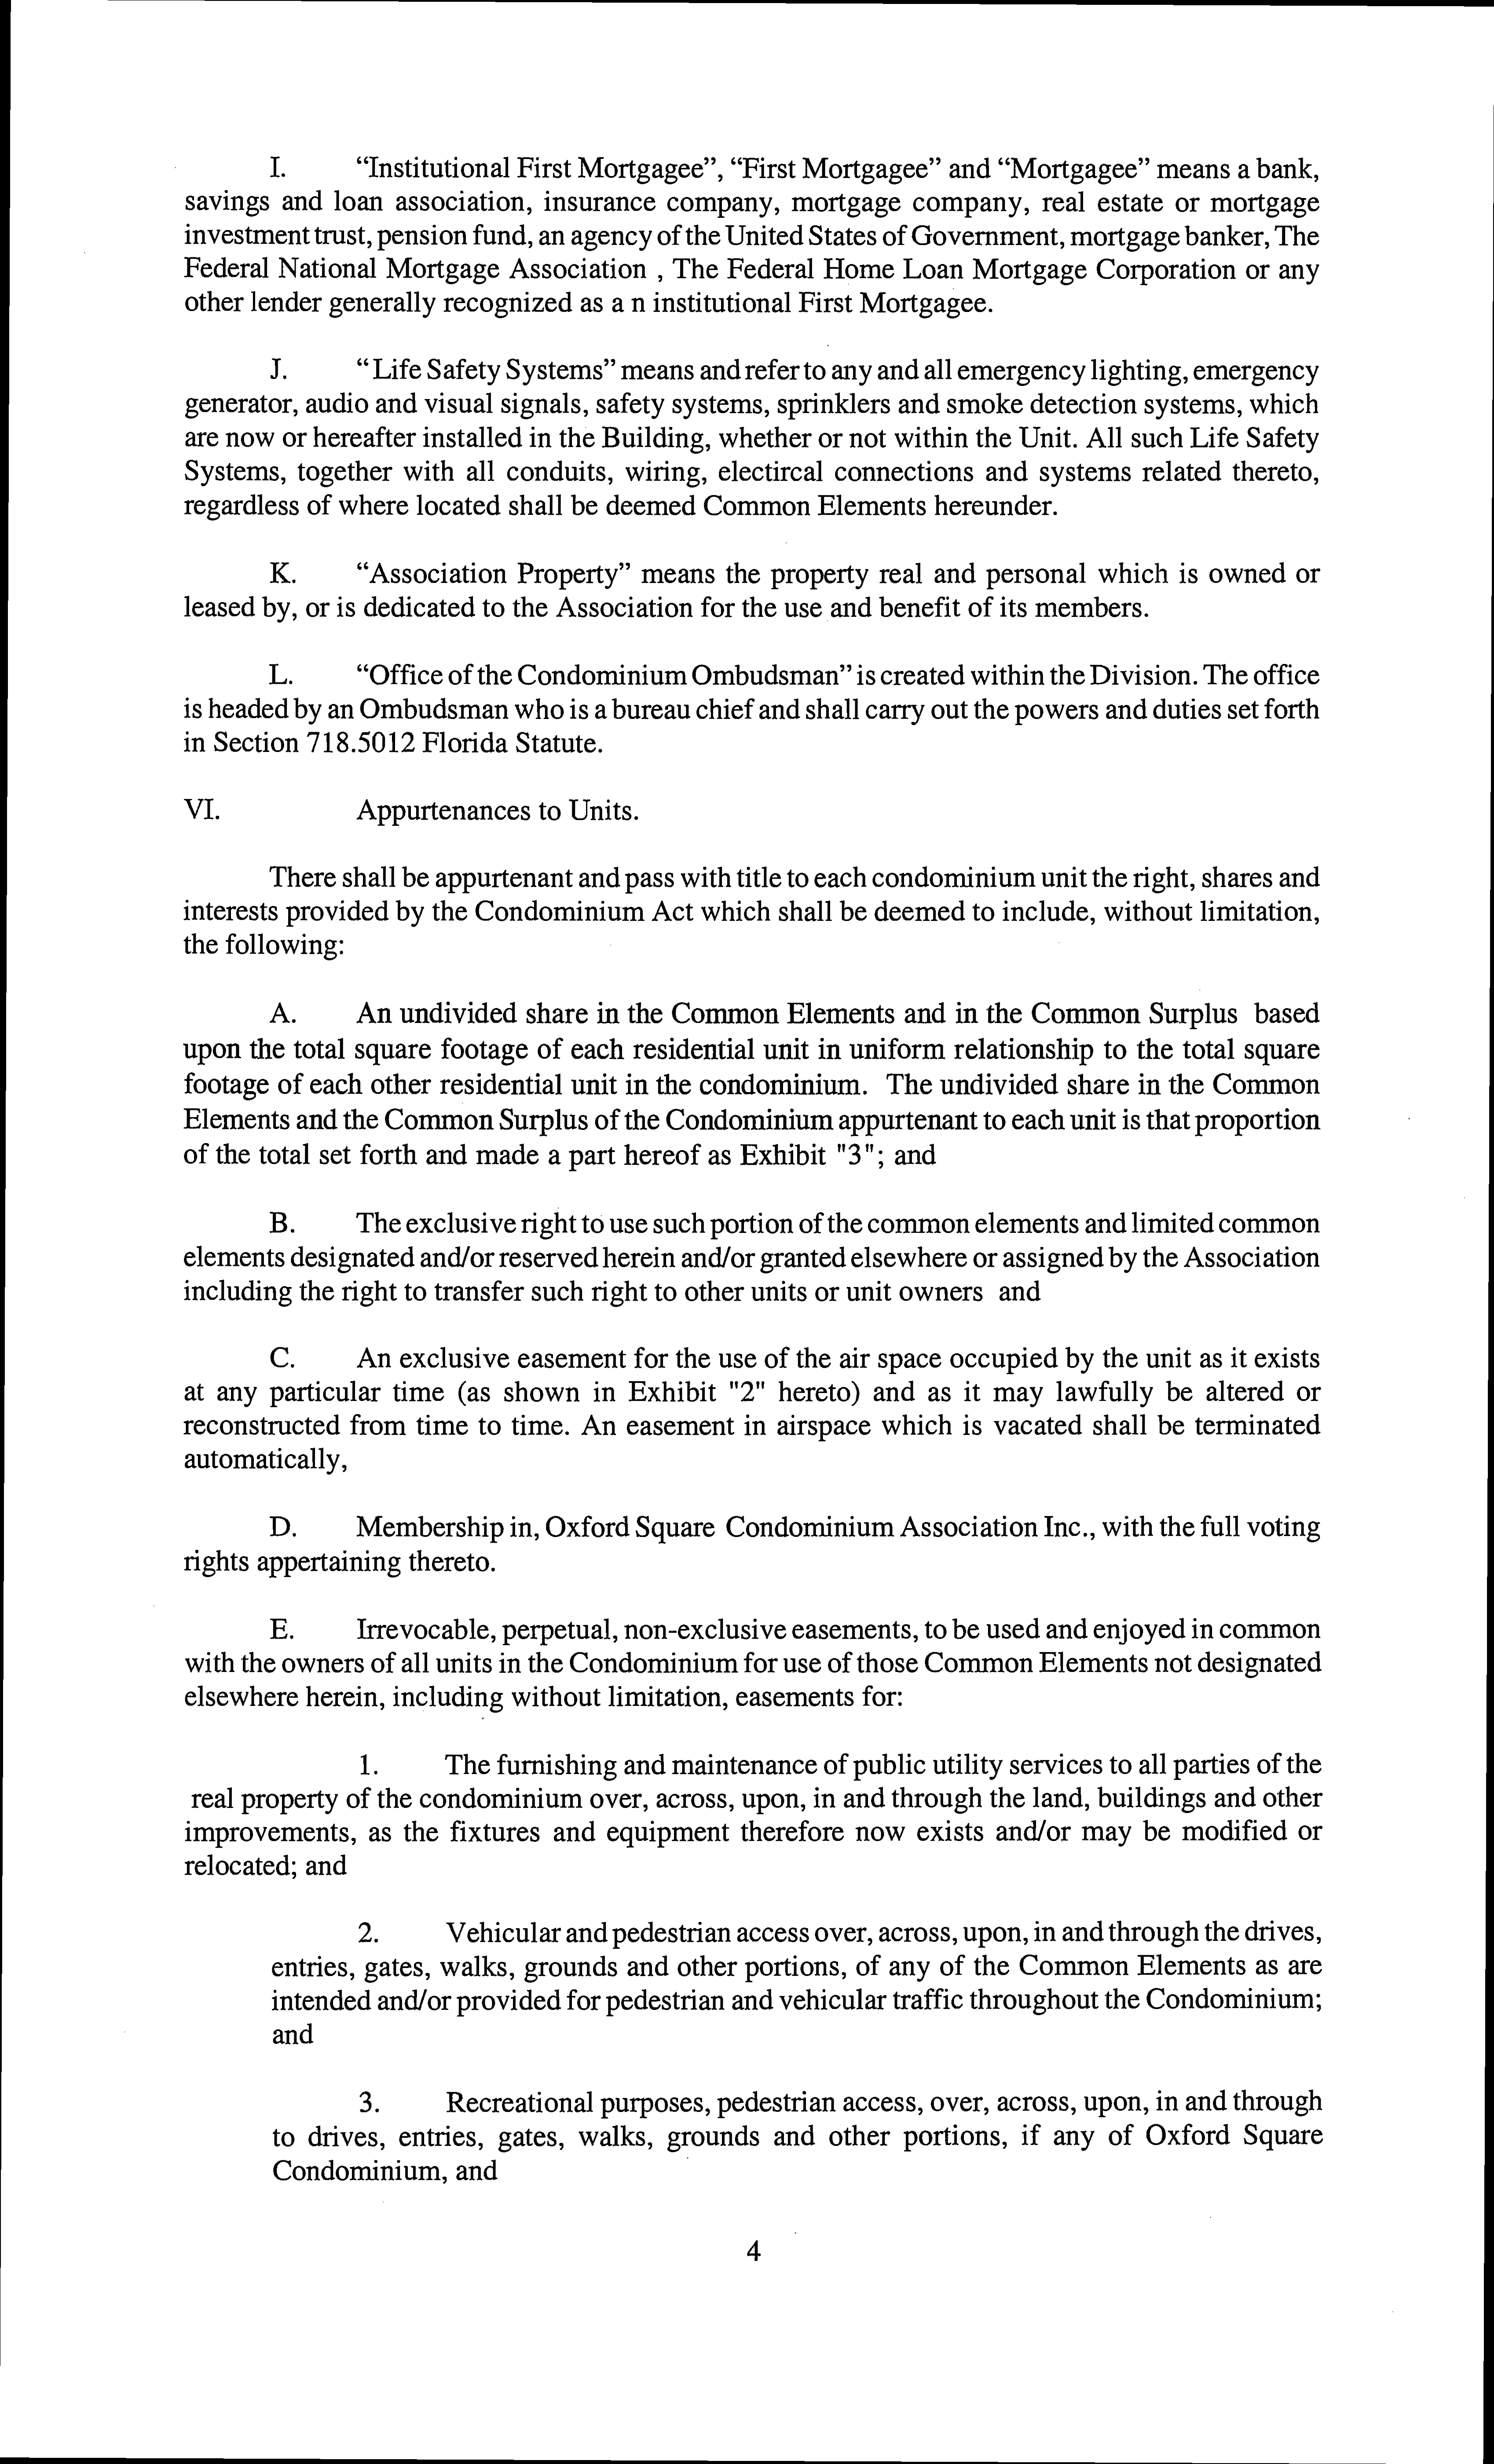 I. “Institutional First Mortgagee”, “First Mortgagee” and “Mortgagee” means a bank,
savings and loan association, insurance company, mortgage company, real estate or mortgage
investment trust, pension fund, an agency of the United States of Government, mortgage banker, The
Federal National Mortgage Association , The Federal Home Loan Mortgage Corporation or any
other lender generally recognized as a n institutional First Mortgagee.
J. “Life Safety Systems” means and refer to any and all emergency lighting, emergency
generator, audio and visual signals, safety systems, sprinklers and smoke detection systems, which
are now or hereafter installed in the Building, whether or not within the Unit. All such Life Safety
Systems, together with all conduits, wiring, electircal connections and systems related thereto,
regardless of where located shall be deemed Common Elements hereunder.
K. “Association Property” means the property real and personal which is owned or
leased by, or is dedicated to the Association for the use and benefit of its members.
L. “Office of the Condominium Ombudsman” is created within the Division. The office
is headed by an Ombudsman who is a bureau chief and shall carry out the powers and duties set forth
in Section 718.5012 Florida Statute.
VI. Appurtenances to Units.
There shall be appurtenant and pass with title to each condominium unit the right, shares and
interests provided by the Condominium Act which shall be deemed to include, without limitation,
the following:
A. An undivided share in the Common Elements and in the Common Surplus based
upon the total square footage of each residential unit in uniform relationship to the total square
footage of each other residential unit in the condominium. The undivided share in the Common
Elements and the Common Surplus of the Condominium appurtenant to each unit is that proportion
of the total set forth and made a part hereof as Exhibit "3"; and
B. The exclusive right to use such portion of the common elements and limited common
elements designated and/or reserved herein and/or granted elsewhere or assigned by the Association
including the right to transfer such right to other units or unit owners and
C. An exclusive easement for the use of the air space occupied by the unit as it exists
at any particular time (as shown in Exhibit "2" hereto) and as it may lawfully be altered or
reconstructed from time to time. An easement in airspace which is vacated shall be terminated
automatically,
D. Membership in, Oxford Square Condominium Association Inc., with the full voting
rights appertaining thereto.
E. Irrevocable, perpetual, non-exclusive easements, to be used and enjoyed in common
with the owners of all units in the Condominium for use of those Common Elements not designated
elsewhere herein, including without limitation, easements for:
1. The furnishing and maintenance of public utility services to all parties of the
real property of the condominium over, across, upon, in and through the land, buildings and other
improvements, as the fixtures and equipment therefore now exists and/or may be modified or
relocated; and
2. Vehicular and pedestrian access over, across, upon, in and through the drives,
entries, gates, walks, grounds and other portions, of any of the Common Elements as are
intended and/or provided for pedestrian and vehicular traffic throughout the Condominium;
and
3. Recreational purposes, pedestrian access, over, across, upon, in and through
to drives, entries, gates, walks, grounds and other portions, if any of Oxford Square
Condominium, and
4